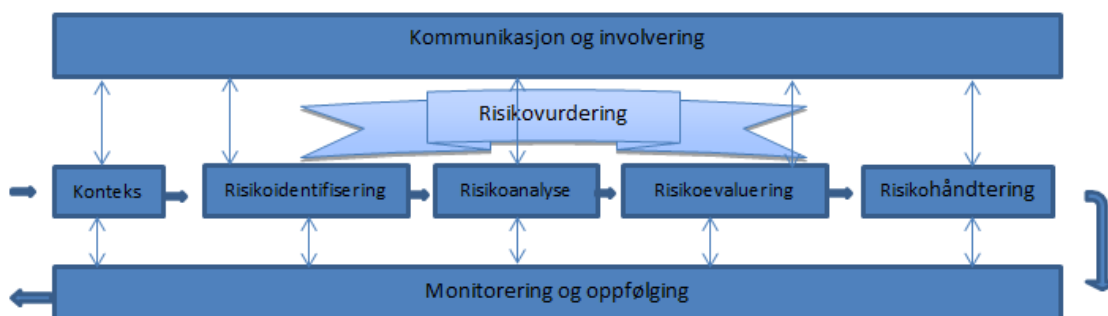 Kommunikasjon og involvering
Risikovurdering
Konteks
Risikoidentifisering
Risikoanalyse
Risikoevaluering
Risikohåndtering
Monitorering og oppfølging